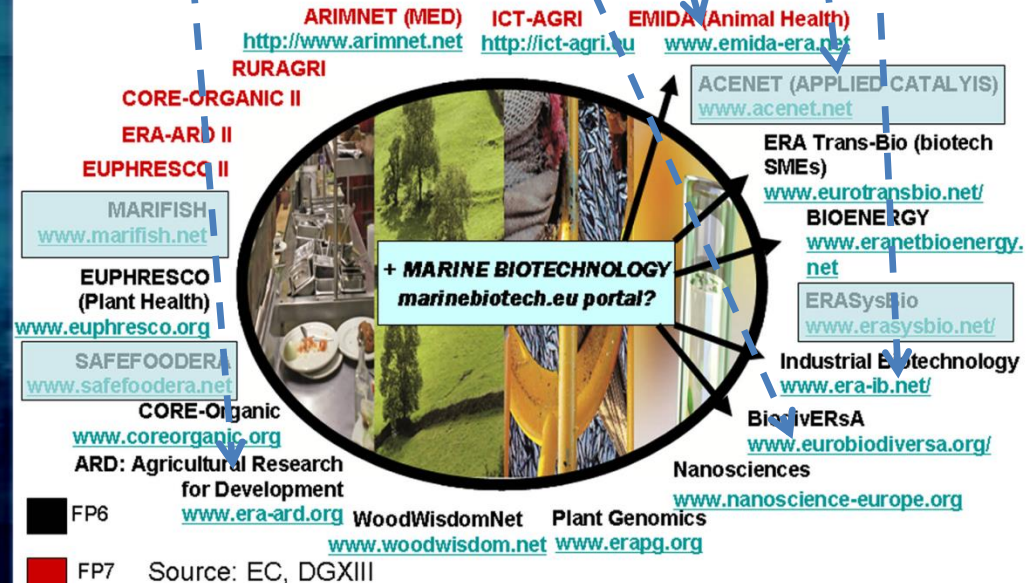 ARIMNET (MED)
http://www.arimnet.net
ICT-AGRI
http://ict-agri.eu
EMIDA (Animal Health)
www.emida-era.net
RURAGRI
CORE-ORGANIC II
ERA-ARD II
EUPHRESCO II
MARIFISH
www.marifish.net
EUPHRESCO
(Plant Health)
www.euphresco.org
SAFEFOODERA
www.safefoodera.net
CORE-Organic
www.coreorganic.org
ARD: Agricultural Research
for Development
www.era-ard.org
+ MARINE BIOTECHNOLOGY
marinebiotech.eu portal?
ACENET (APPLIED CATALYIS)
www.acenet.net
ERA Trans-Bio (biotech
SMEs)
www.eurotransbio.net/
BIOENERGY
www.eranetbioenergy.
net
ERASysBio
www.erasysbio.net/
Industrial Biotechnology
www.era-ib.net/
BiodivERsA
www.eurobiodiversa.org/
Nanosciences
www.nanoscience-europe.org
WoodWisdomNet
www.woodwisdom.net
Plant Genomics
www.erapg.org
FP6
FP7
Source: EC, DGXIII